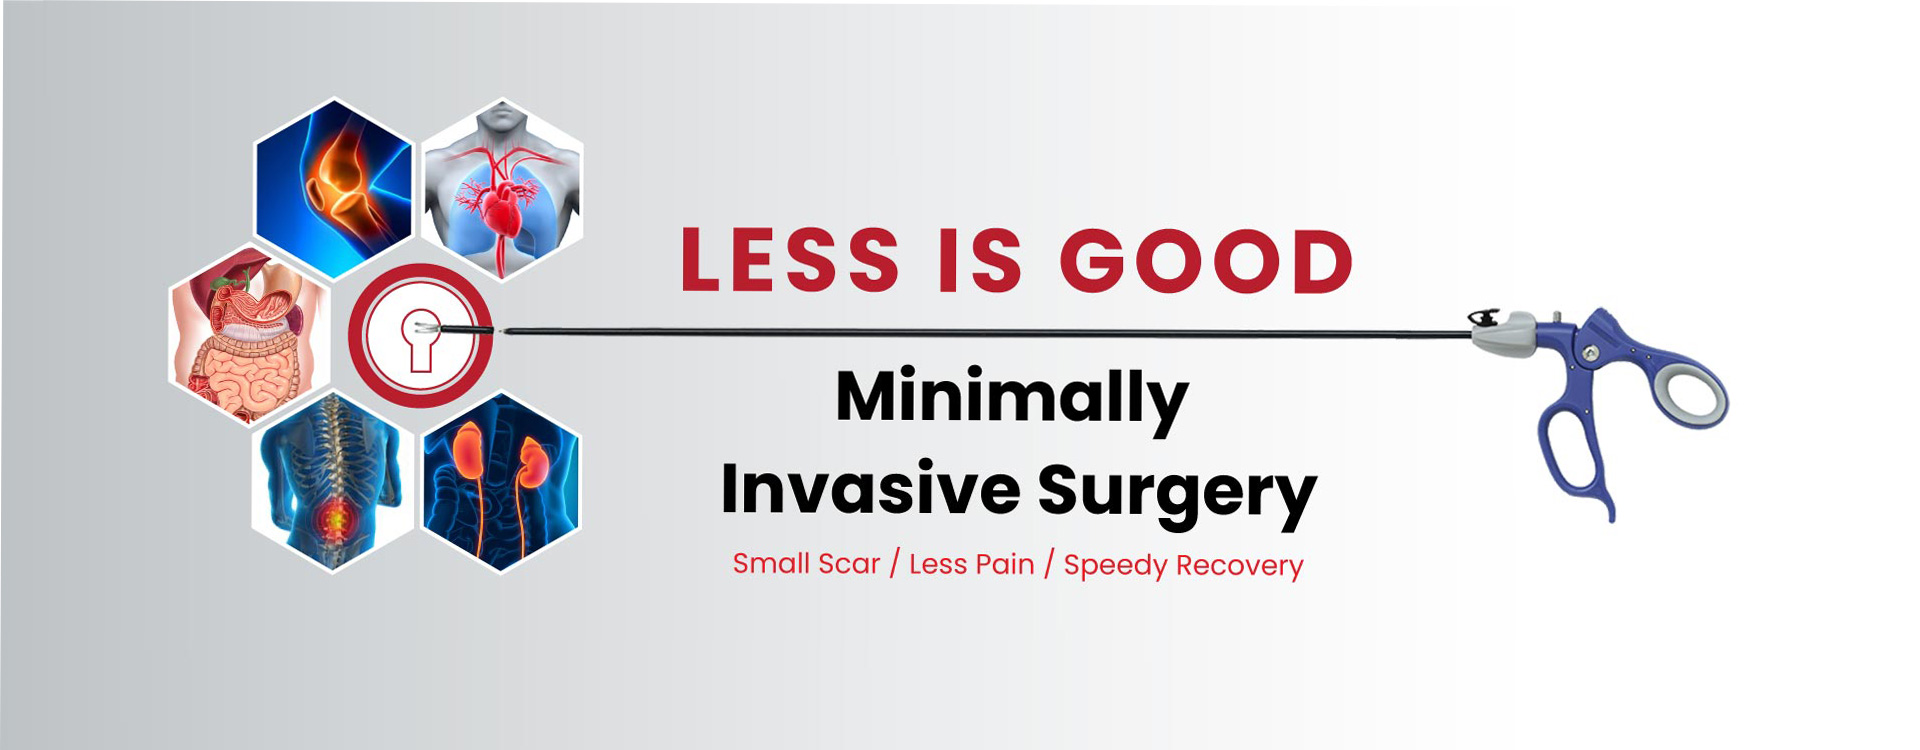 LESS IS GOOD
Minimally
Invasive Surgery
Small Scar / Less Pain / Speedy Recovery